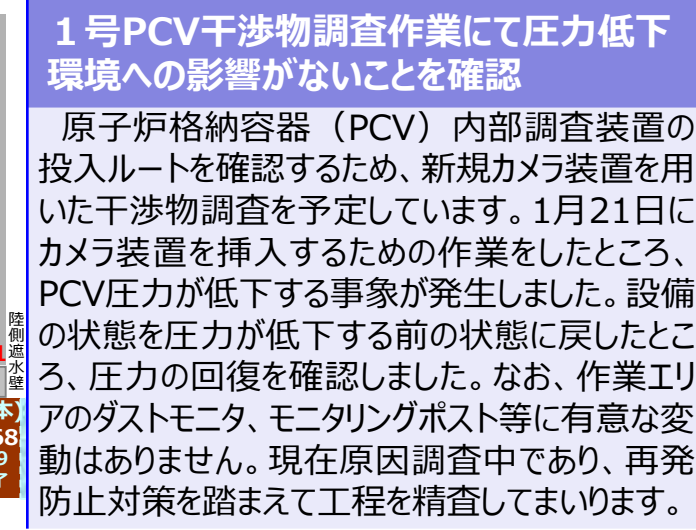 1号PCV干渉物調査作業にて圧力低下
環境への影響がないことを確認
原子炉格納容器（PCV）内部調査装置の
投入ルートを確認するため、新規カメラ装置を用
いた干渉物調査を予定しています。1月21日に
カメラ装置を挿入するための作業をしたところ、
PCV圧力が低下する事象が発生しました。設備
の状態を圧力が低下する前の状態に戻したとこ
ろ、圧力の回復を確認しました。なお、作業エリ
アのダストモニタ、モニタリングポスト等に有意な変
動はありません。現在原因調査中であり、再発
防止対策を踏まえて工程を精査してまいります。
陸側遮水壁